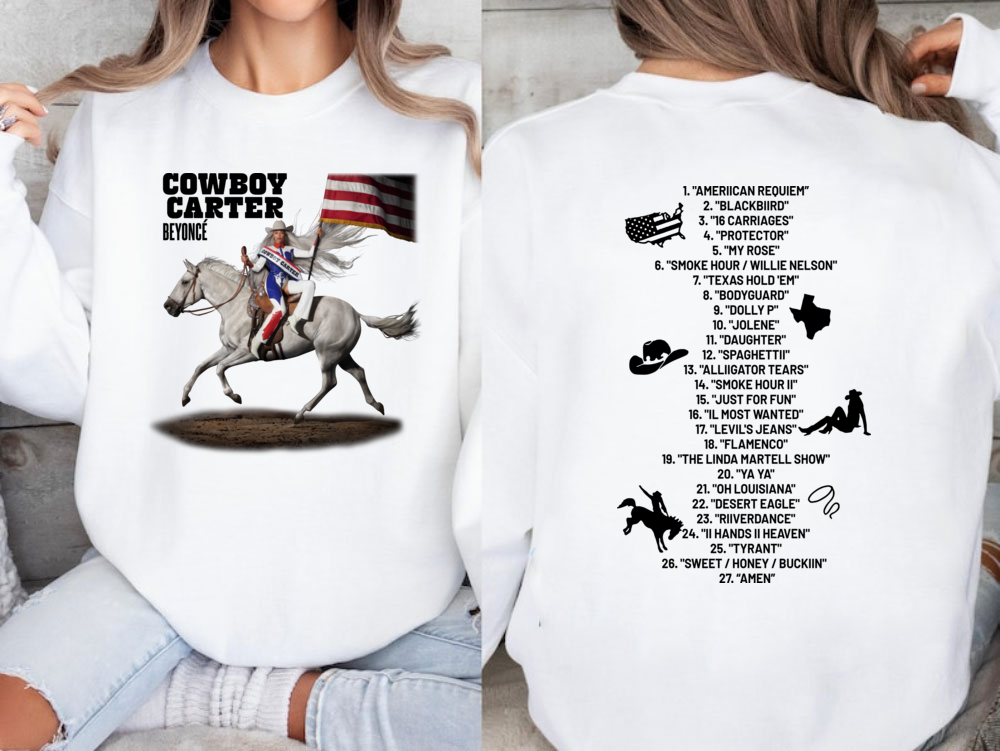 COWBOY
CARTER
BEYONCÉ
COWBOY CARTER
1. "AMERIICAN REQUIEM”
2. "BLACKBIIRD"
3. "16 CARRIAGES"
4. "PROTECTOR"
5. "MY ROSE"
6. "SMOKE HOUR / WILLIE NELSON"
7. "TEXAS HOLD 'EM"
8. "BODYGUARD"
9. "DOLLY P"
10. "JOLENE"
11. "DAUGHTER"
12. "SPAGHETTII"
13. "ALLIIGATOR TEARS"
14. "SMOKE HOUR II"
15. "JUST FOR FUN"
16. "IL MOST WANTED"
17. "LEVIL'S JEANS"
18. "FLAMENCO"
19. "THE LINDA MARTELL SHOW"
20. "YA YA"
21. "OH LOUISIANA"
22. "DESERT EAGLE"
23. "RIIVERDANCE"
24. "II HANDS II HEAVEN"
25. "TYRANT"
26. "SWEET / HONEY / BUCKIIN"
27. “AMEN”